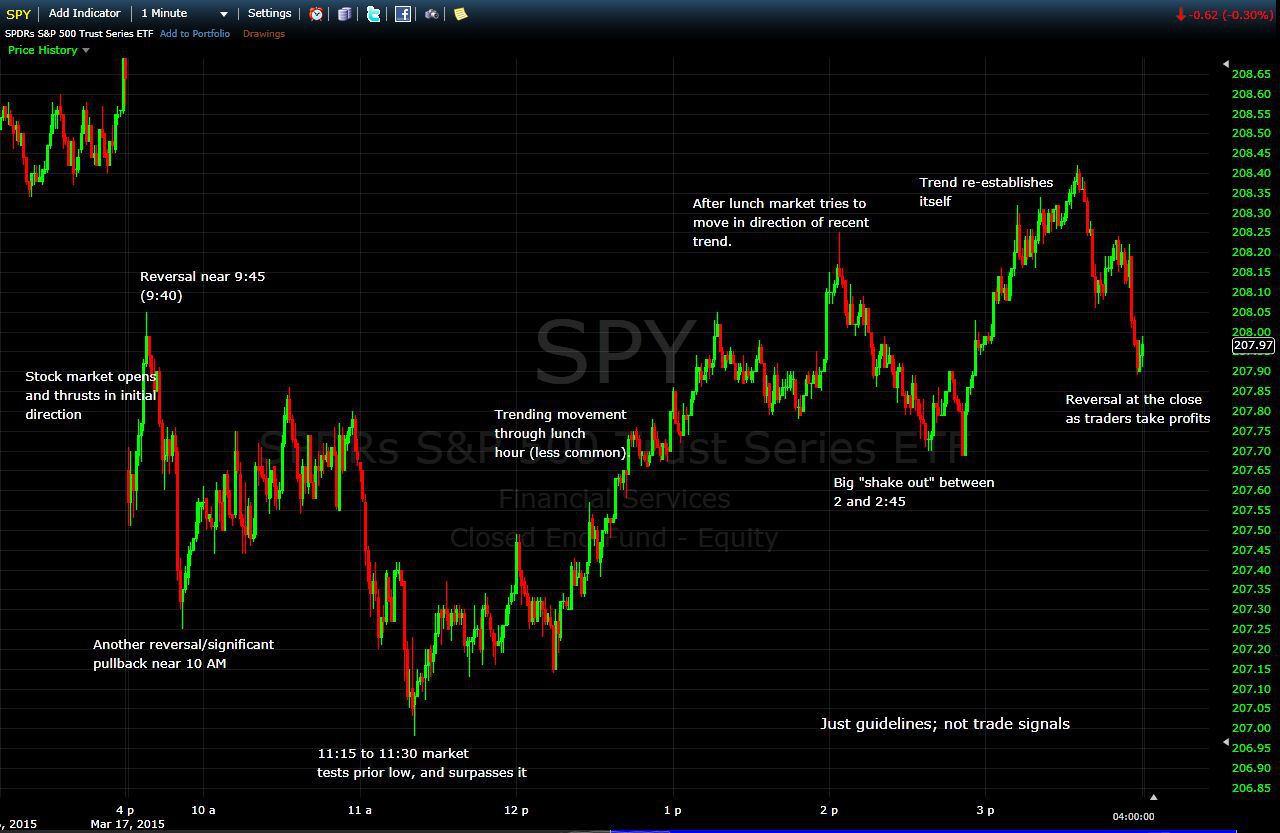 SPY Add Indicator 1 Minute Settings -0.62 (-0.30%)
SPDRs S&P 500 Trust Series ETF Add to Portfolio Drawings
Price History
208.65
208.60
208.55
208.50
208.45
208.40
208.35
208.30
208.25
208.20
208.15
208.10
208.05
208.00
207.97
207.90
207.85
207.80
207.75
207.70
207.65
207.60
207.55
207.50
207.45
207.40
207.35
207.30
207.25
207.20
207.15
207.10
207.05
207.00
206.95
206.90
206.85
Trend re-establishes
itself
After lunch market tries to
move in direction of recent
trend.
Reversal near 9:45
(9:40)
Stock market opens
and thrusts in initial
direction
SPY
SPDRs S&P 500 Trust Series ETF
Financial Services
Closed End Fund - Equity
Reversal at the close
as traders take profits
Trending movement
through lunch
hour (less common)
Big "shake out" between
2 and 2:45
Another reversal/significant
pullback near 10 AM
Just guidelines; not trade signals
11:15 to 11:30 market
tests prior low, and surpasses it
4 p 10 a 11 a 12 p 1 p 2 p 3 p 04:00:00
, 2015 Mar 17, 2015